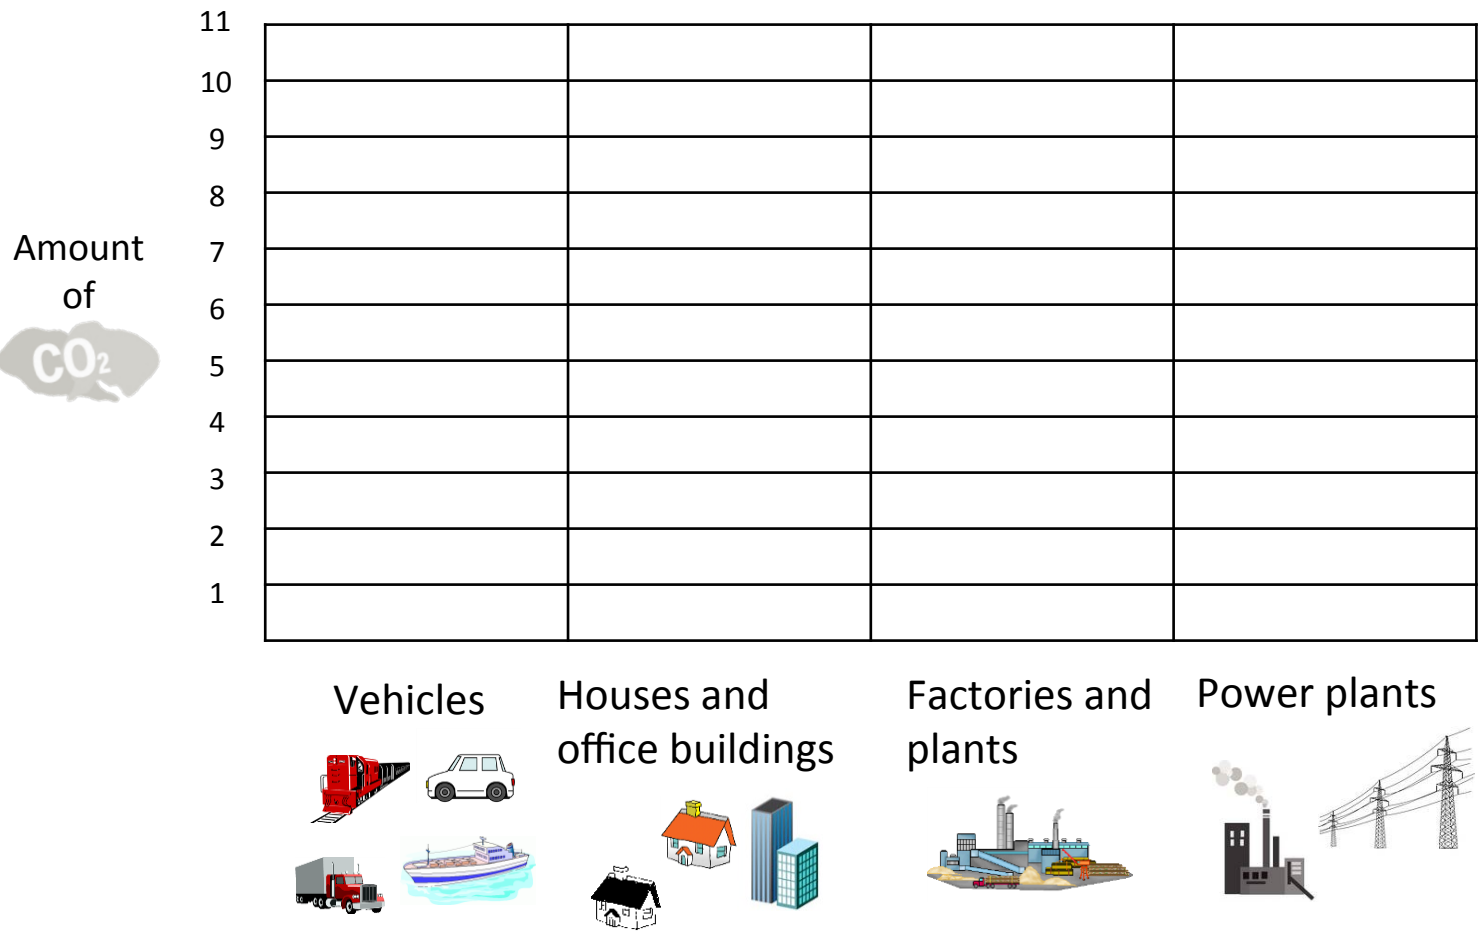 11
10
9
8
7
6
5
4
3
2
1
Amount
of
CO₂
Vehicles
Houses and
office buildings
Factories and
plants
Power plants